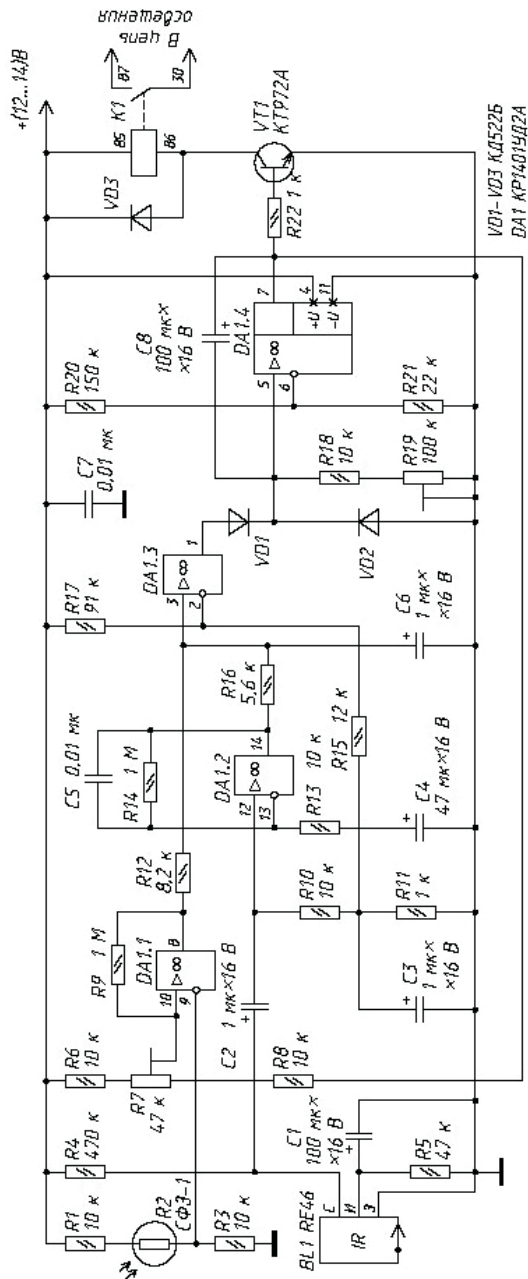 +(12...14)В
R1
10 к
R2
СФ3-1
R3
10 к
R4
470 к
R6
10 к
R7
47 к
R8
10 к
R9 1 М
DA1.1
10
9
8
▷∞
R12
8,2 к
C5 0,01 мк
R14 1 М
DA1.2
12
13
14
▷∞
R16
5,6 к
R17
91 к
DA1.3
3
2
1
▷∞
C7
0,01 мк
R20
150 к
C8
100 мк×
×16 В
DA1.4
5
6
7
▷∞
+U
4
-U
11
R22 1 к
VT1
КТ972А
VD3
K1
85
86
87
30
В цепь
освещения
VD1
VD2
R18
10 к
R19
100 к
R21
22 к
C2
1 мк×16 В
R10
10 к
R11
1 к
R13 10 к
R15 12 к
C3
1 мк×
×16 В
C4
47 мк×16 В
C6
1 мк×
×16 В
C1
100 мк×
×16 В
R5
47 к
BL1 RE46
IR
С
И
З
VD1-VD3 КД522Б
DA1 КР1401УД2А